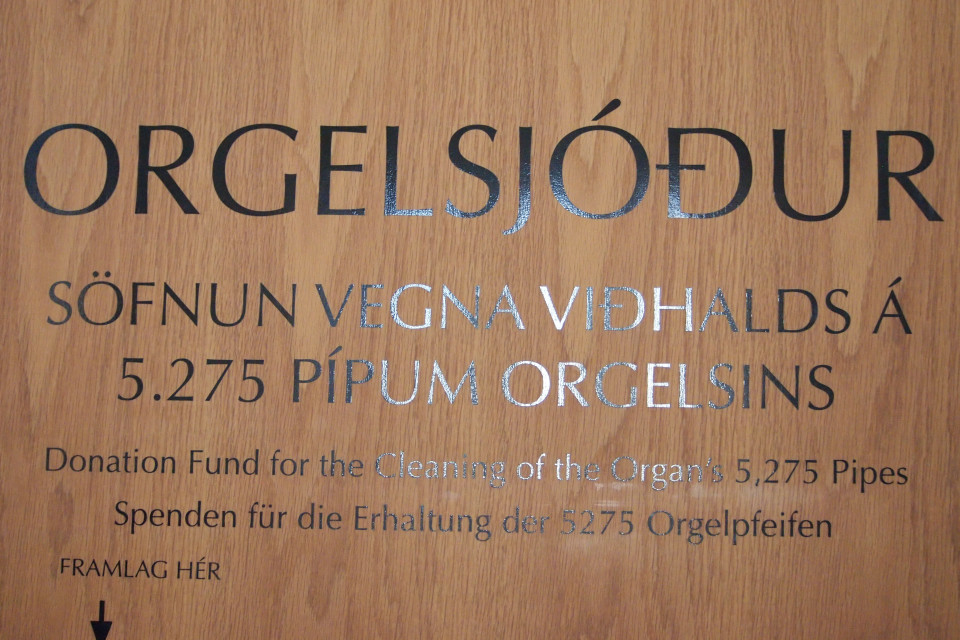 ORGELSJÓÐUR
SÖFNUN VEGNA VIÐHALDS Á
5.275 PÍPUM ORGELSINS
Donation Fund for the Cleaning of the Organ's 5,275 Pipes
Spenden für die Erhaltung der 5275 Orgelpfeifen
FRAMLAG HÉR